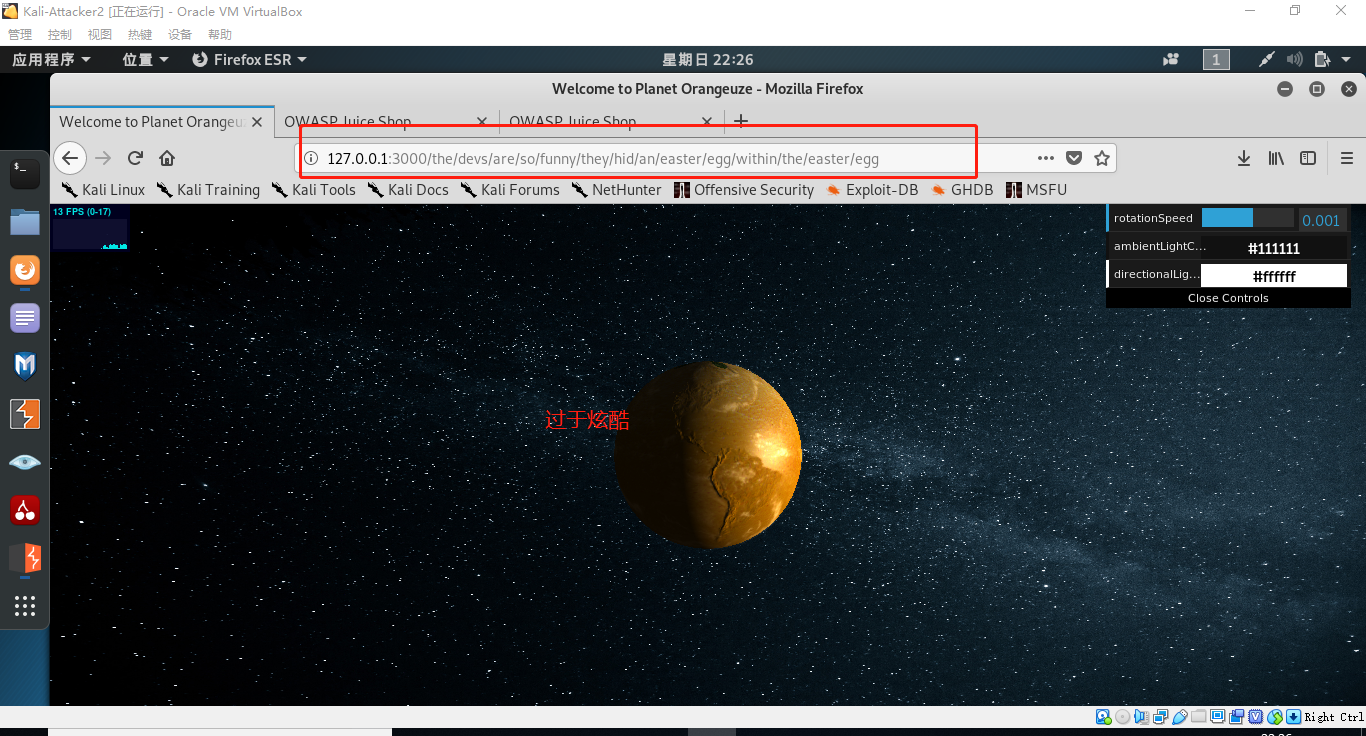 Kali-Attacker2 [正在运行] - Oracle VM VirtualBox
管理 控制 视图 热键 设备 帮助
应用程序 位置 Firefox ESR 星期日 22:26 1
Welcome to Planet Orangeuze - Mozilla Firefox
Welcome to Planet Orangeuz OWASP Juice Shop OWASP Juice Shop
127.0.0.1:3000/the/devs/are/so/funny/they/hid/an/easter/egg/within/the/easter/egg
Kali Linux Kali Training Kali Tools Kali Docs Kali Forums NetHunter Offensive Security Exploit-DB GHDB MSFU
13 FPS (0-17)
rotationSpeed 0.001
ambientLightC... #111111
directionalLig... #ffffff
Close Controls
过于炫酷
Right Ctrl